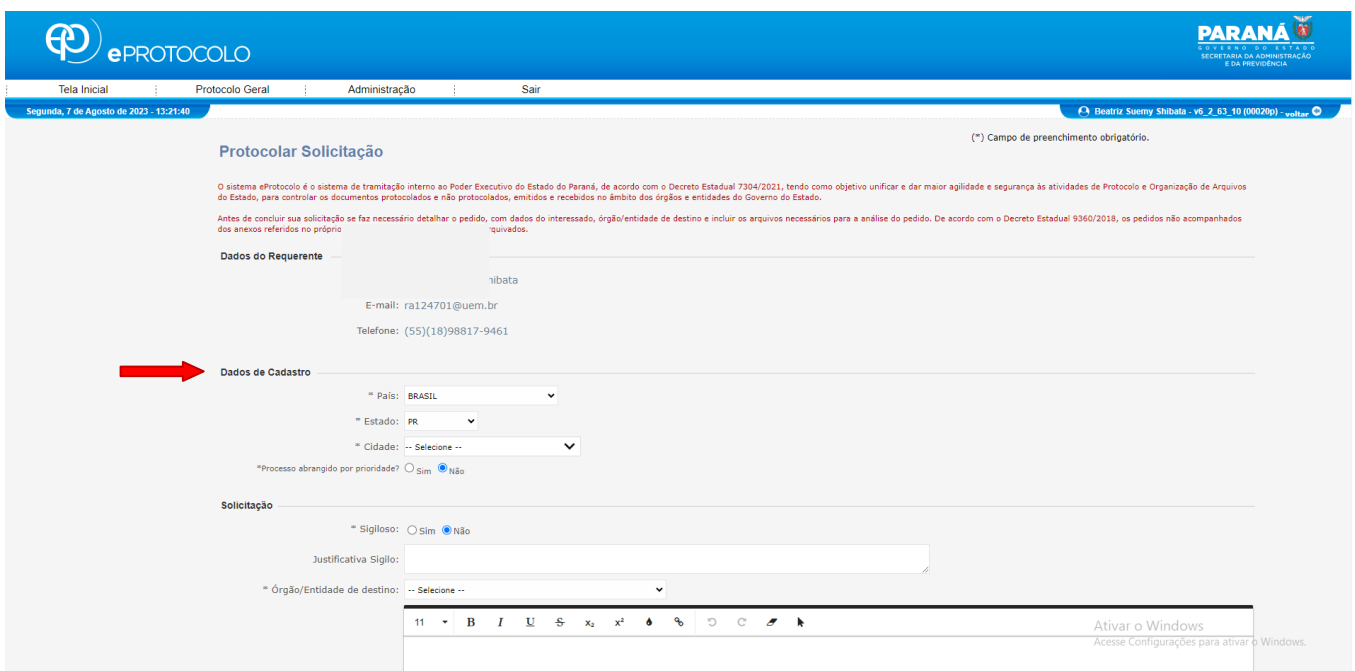 ep ePROTOCOLO
PARANÁ
GOVERNO DO ESTADO
SECRETARIA DA ADMINISTRAÇÃO
E DA PREVIDÊNCIA
Tela Inicial Protocolo Geral Administração Sair
Segunda, 7 de Agosto de 2023 - 13:21:40
Beatriz Suemy Shibata - v6_2_63_10 (00020p) - voltar
(*) Campo de preenchimento obrigatório.
Protocolar Solicitação
O sistema eProtocolo é o sistema de tramitação interno ao Poder Executivo do Estado do Paraná, de acordo com o Decreto Estadual 7304/2021, tendo como objetivo unificar e dar maior agilidade e segurança às atividades de Protocolo e Organização de Arquivos
do Estado, para controlar os documentos protocolados e não protocolados, emitidos e recebidos no âmbito dos órgãos e entidades do Governo do Estado.
Antes de concluir sua solicitação se faz necessário detalhar o pedido, com dados do interessado, órgão/entidade de destino e incluir os arquivos necessários para a análise do pedido. De acordo com o Decreto Estadual 9360/2018, os pedidos não acompanhados
dos anexos referidos no próprio quivados.
Dados do Requerente
hibata
E-mail: ra124701@uem.br
Telefone: (55)(18)98817-9461
Dados de Cadastro
* País: BRASIL
* Estado: PR
* Cidade: -- Selecione --
*Processo abrangido por prioridade? Sim Não
Solicitação
* Sigiloso: Sim Não
Justificativa Sigilo:
* Órgão/Entidade de destino: -- Selecione --
11 B I U S x₂ x²
Ativar o Windows
Acesse Configurações para ativar o Windows.